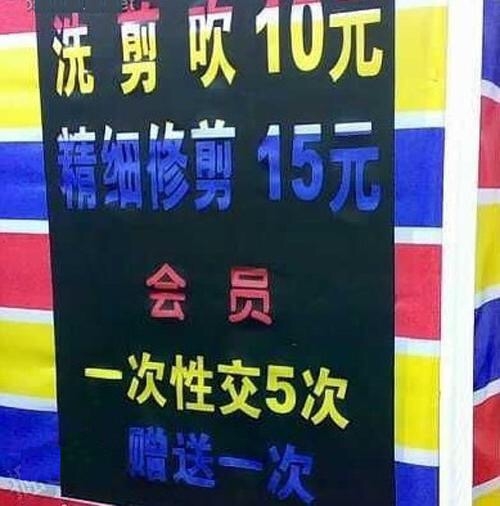 洗剪吹 10元
精细修剪 15元
会员
一次性交5次
赠送一次